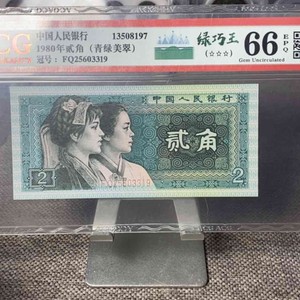 CG
中国人民银行 13508197
1980年贰角（青绿美翠）
冠号：FQ25603319
绿巧王
(☆☆☆)
66 EPQ
Gem Uncirculated
中国人民银行
贰角
FQ25603319
2
2